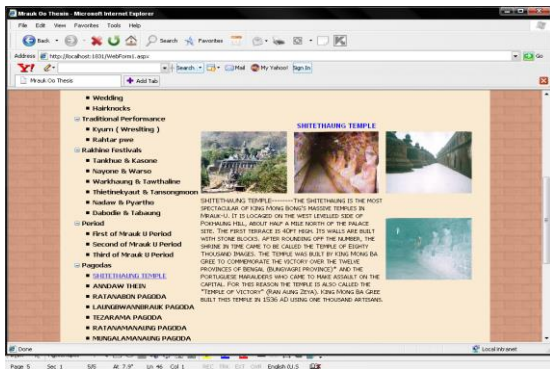 Mrauk Oo Thesis - Microsoft Internet Explorer
File Edit View Favorites Tools Help
Back Search Favorites
Address http://localhost:1031/WebForm1.aspx Go
Search Mail My Yahoo! Sign In
Mrauk Oo Thesis Add Tab
Wedding
Hairknocks
Traditional Performance
Kyurn ( Wreslting )
Rahtar pwe
Rakhine Festivals
Tankhue & Kasone
Nayone & Warso
Warkhaung & Tawthaline
Thietinekyaut & Tansongmoon
Nadaw & Pyartho
Dabodie & Tabaung
Period
First of Mrauk U Period
Second of Mrauk U Period
Third of Mrauk U Period
Pagodas
SHITETHAUNG TEMPLE
ANNDAW THEIN
RATANABON PAGODA
LAUNGBWANNBRAUK PAGODA
TEZARAMA PAGODA
RATANAMANAUNG PAGODA
MUNGALAMANAUNG PAGODA
SHITETHAUNG TEMPLE
SHITETHAUNG TEMPLE-------THE SHITETHAUNG IS THE MOST
SPECTACULAR OF KING MONG BONG'S MASSIVE TEMPLES IN
MRAUK-U. IT IS LOCAGED ON THE WEST LEVELLED SIDE OF
POKHAUNG HILL, ABOUT HALF A MILE NORTH OF THE PALACE
SITE. THE FIRST TERRACE IS 40FT HIGH. ITS WALLS ARE BUILT
WITH STONE BLOCKS. AFTER ROUNDING OFF THE NUMBER, THE
SHRINE IN TIME CAME TO BE CALLED THE TEMPLE OF EIGHTY
THOUSAND IMAGES. THE TEMPLE WAS BUILT BY KING MONG BA
GREE TO COMMEMORATE THE VICTORY OVER THE TWELVE
PROVINCES OF BENGAL (BUNGYAGRI PROVINCE)" AND THE
PORTUGUESE MARAUDERS WHO CAME TO MAKE ASSAULT ON THE
CAPITAL. FOR THIS REASON THE TEMPLE IS ALSO CALLED THE
"TEMPLE OF VICTORY" (RAN AUNG ZEYA). KING MONG BA GREE
BUILT THIS TEMPLE IN 1536 AD USING ONE THOUSAND ARTISANS.
Done Local intranet
Page 5 Sec 1 5/5 At 7.9" Ln 46 Col 1 REC TRK EXT OVR English (U.S